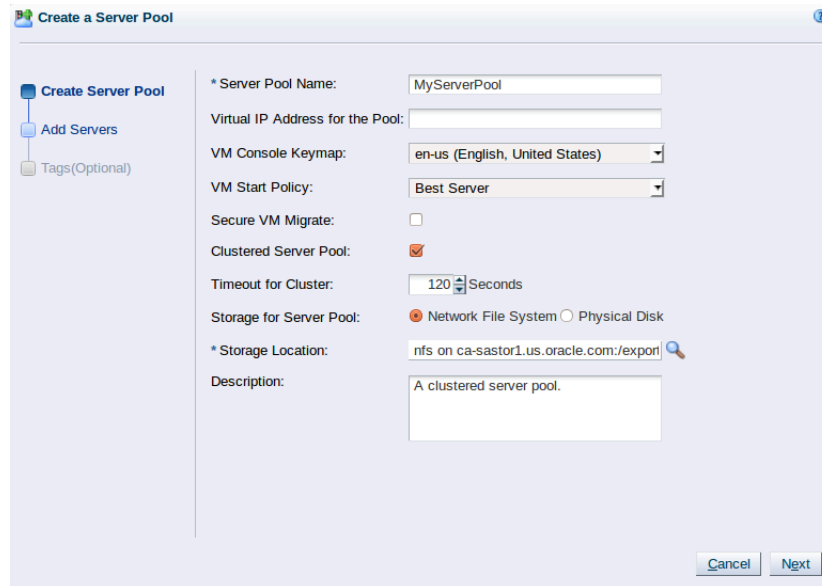 Create a Server Pool
Create Server Pool
Add Servers
Tags(Optional)
* Server Pool Name: MyServerPool
Virtual IP Address for the Pool:
VM Console Keymap: en-us (English, United States)
VM Start Policy: Best Server
Secure VM Migrate:
Clustered Server Pool:
Timeout for Cluster: 120 Seconds
Storage for Server Pool: Network File System Physical Disk
* Storage Location: nfs on ca-sastor1.us.oracle.com:/export
Description: A clustered server pool.
Cancel Next